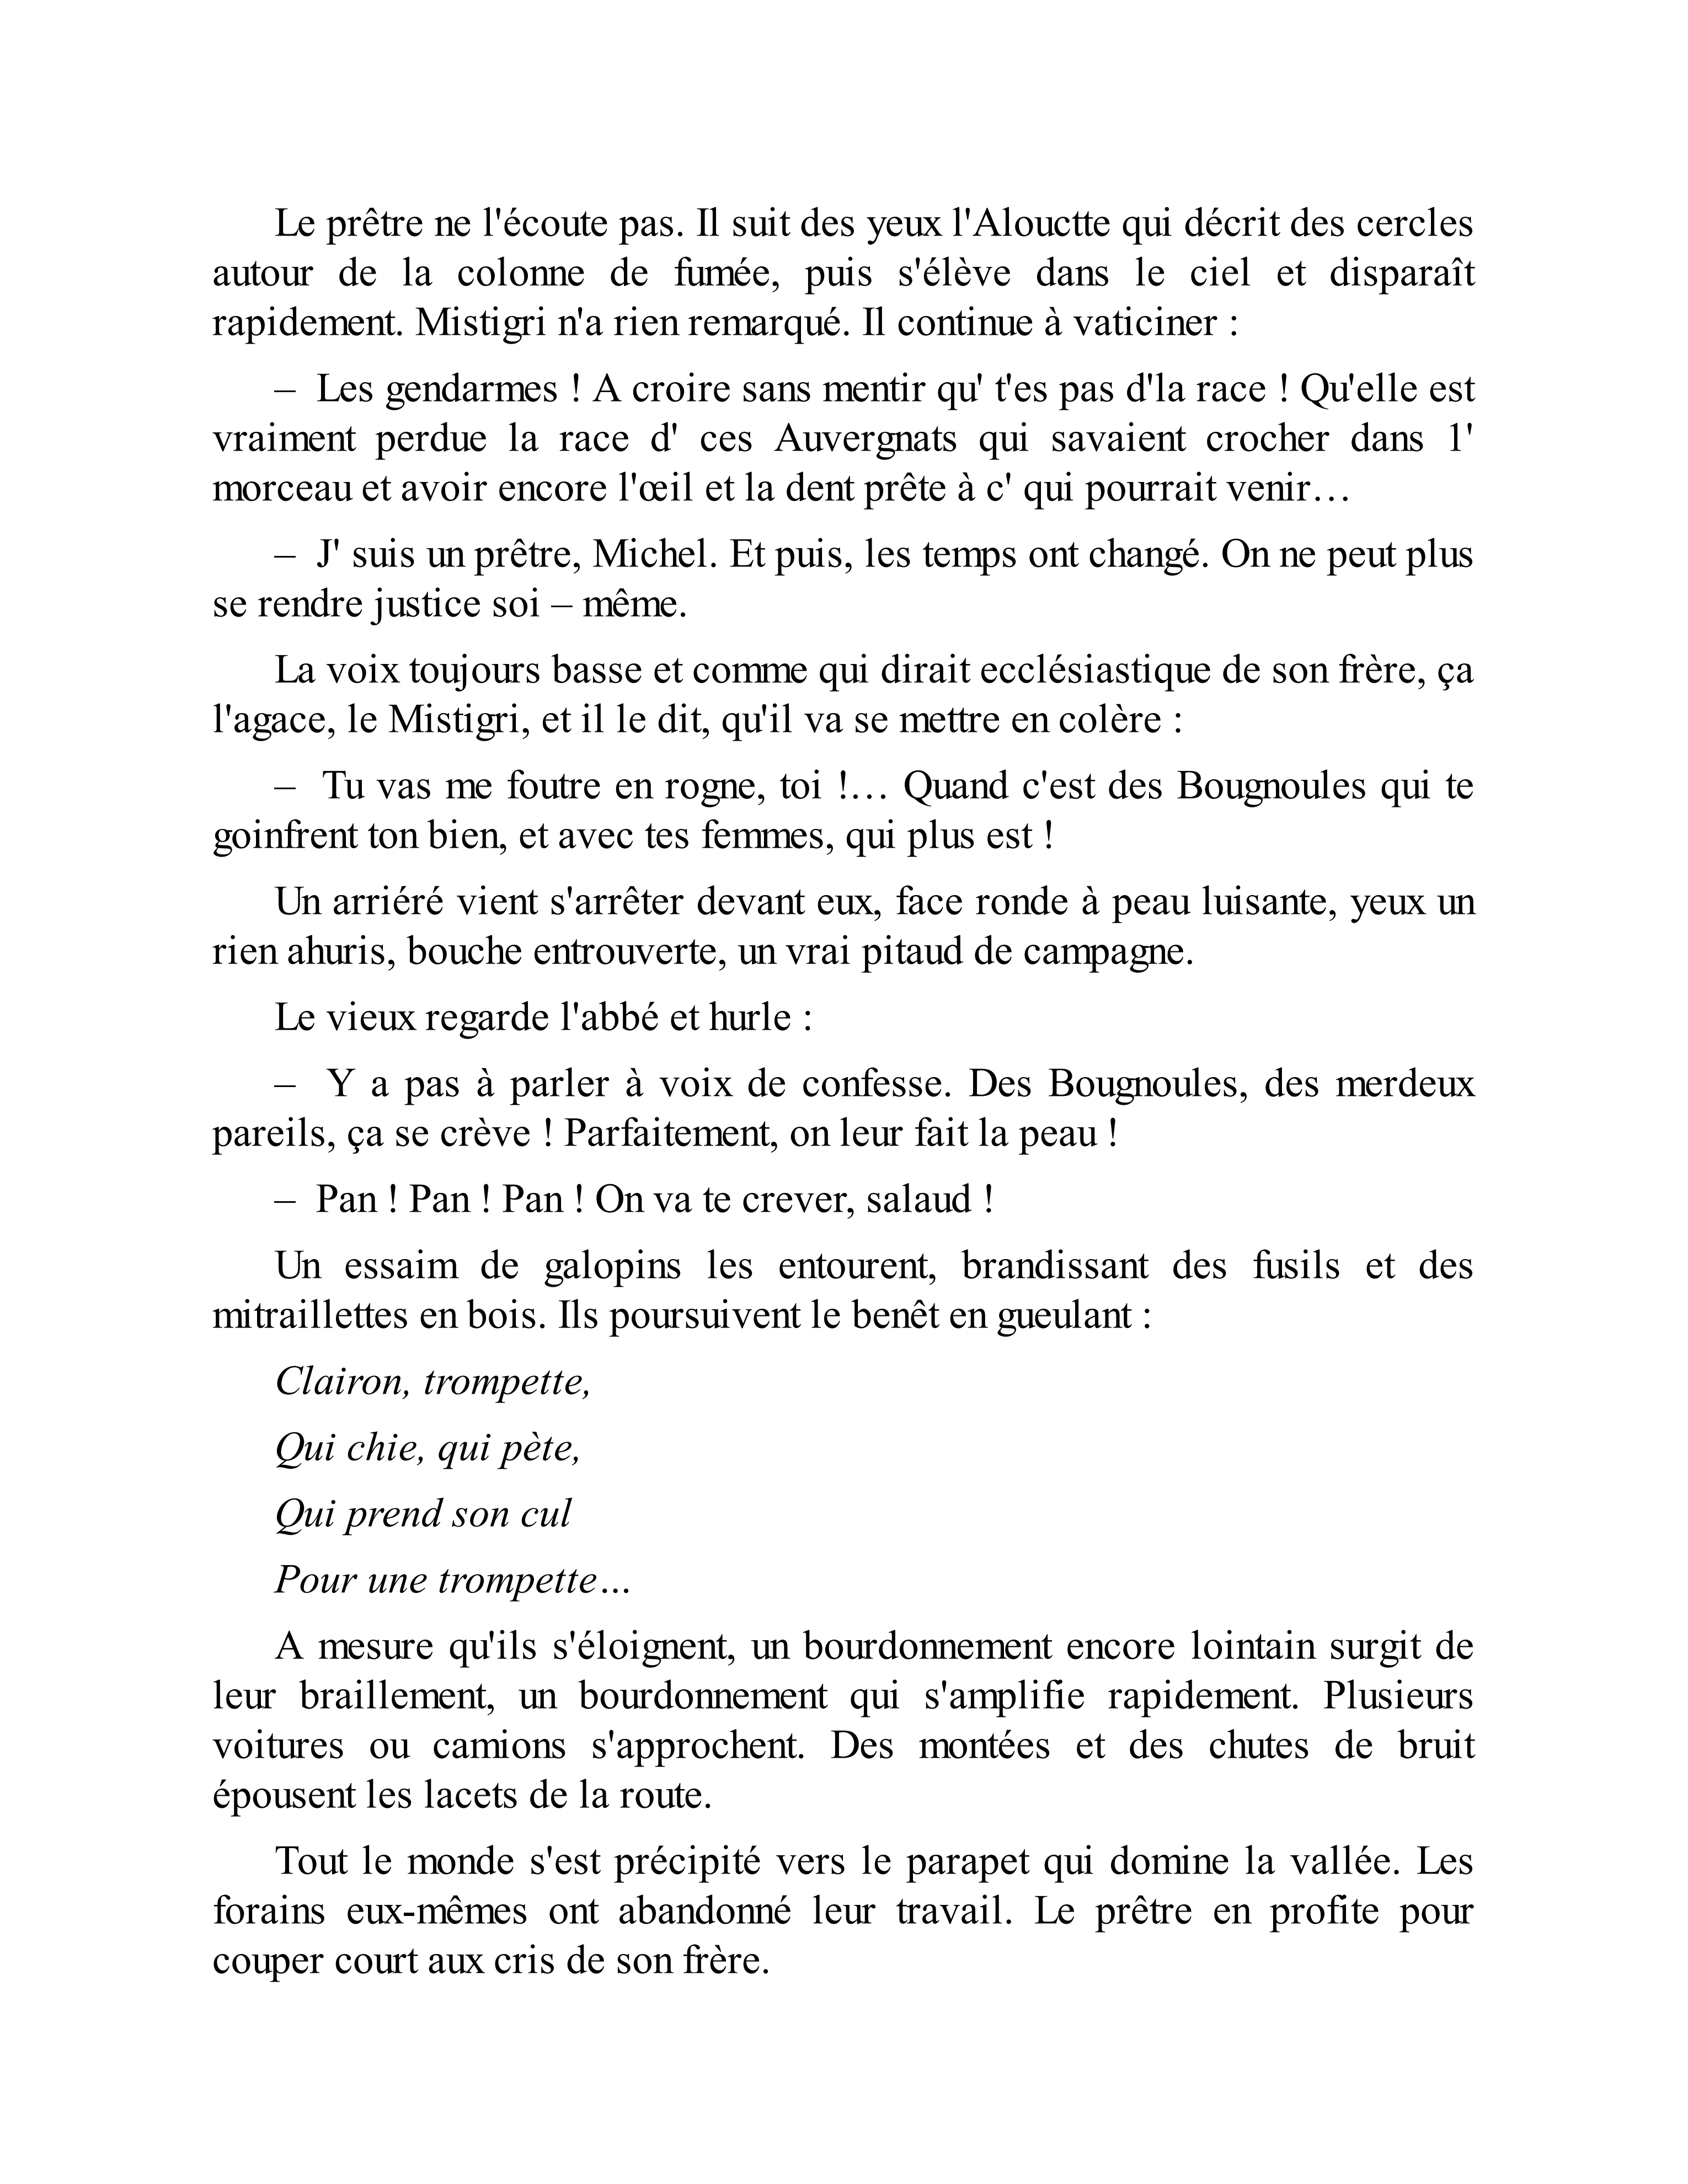 Le prêtre ne l'écoute pas. Il suit des yeux l'Alouctte qui décrit des cercles
autour de la colonne de fumée, puis s'élève dans le ciel et disparaît
rapidement. Mistigri n'a rien remarqué. Il continue à vaticiner :
– Les gendarmes ! A croire sans mentir qu' t'es pas d'la race ! Qu'elle est
vraiment perdue la race d' ces Auvergnats qui savaient crocher dans 1'
morceau et avoir encore l'œil et la dent prête à c' qui pourrait venir…
– J' suis un prêtre, Michel. Et puis, les temps ont changé. On ne peut plus
se rendre justice soi – même.
La voix toujours basse et comme qui dirait ecclésiastique de son frère, ça
l'agace, le Mistigri, et il le dit, qu'il va se mettre en colère :
– Tu vas me foutre en rogne, toi !… Quand c'est des Bougnoules qui te
goinfrent ton bien, et avec tes femmes, qui plus est !
Un arriéré vient s'arrêter devant eux, face ronde à peau luisante, yeux un
rien ahuris, bouche entrouverte, un vrai pitaud de campagne.
Le vieux regarde l'abbé et hurle :
– Y a pas à parler à voix de confesse. Des Bougnoules, des merdeux
pareils, ça se crève ! Parfaitement, on leur fait la peau !
– Pan ! Pan ! Pan ! On va te crever, salaud !
Un essaim de galopins les entourent, brandissant des fusils et des
mitraillettes en bois. Ils poursuivent le benêt en gueulant :
Clairon, trompette,
Qui chie, qui pète,
Qui prend son cul
Pour une trompette…
A mesure qu'ils s'éloignent, un bourdonnement encore lointain surgit de
leur braillement, un bourdonnement qui s'amplifie rapidement. Plusieurs
voitures ou camions s'approchent. Des montées et des chutes de bruit
épousent les lacets de la route.
Tout le monde s'est précipité vers le parapet qui domine la vallée. Les
forains eux-mêmes ont abandonné leur travail. Le prêtre en profite pour
couper court aux cris de son frère.